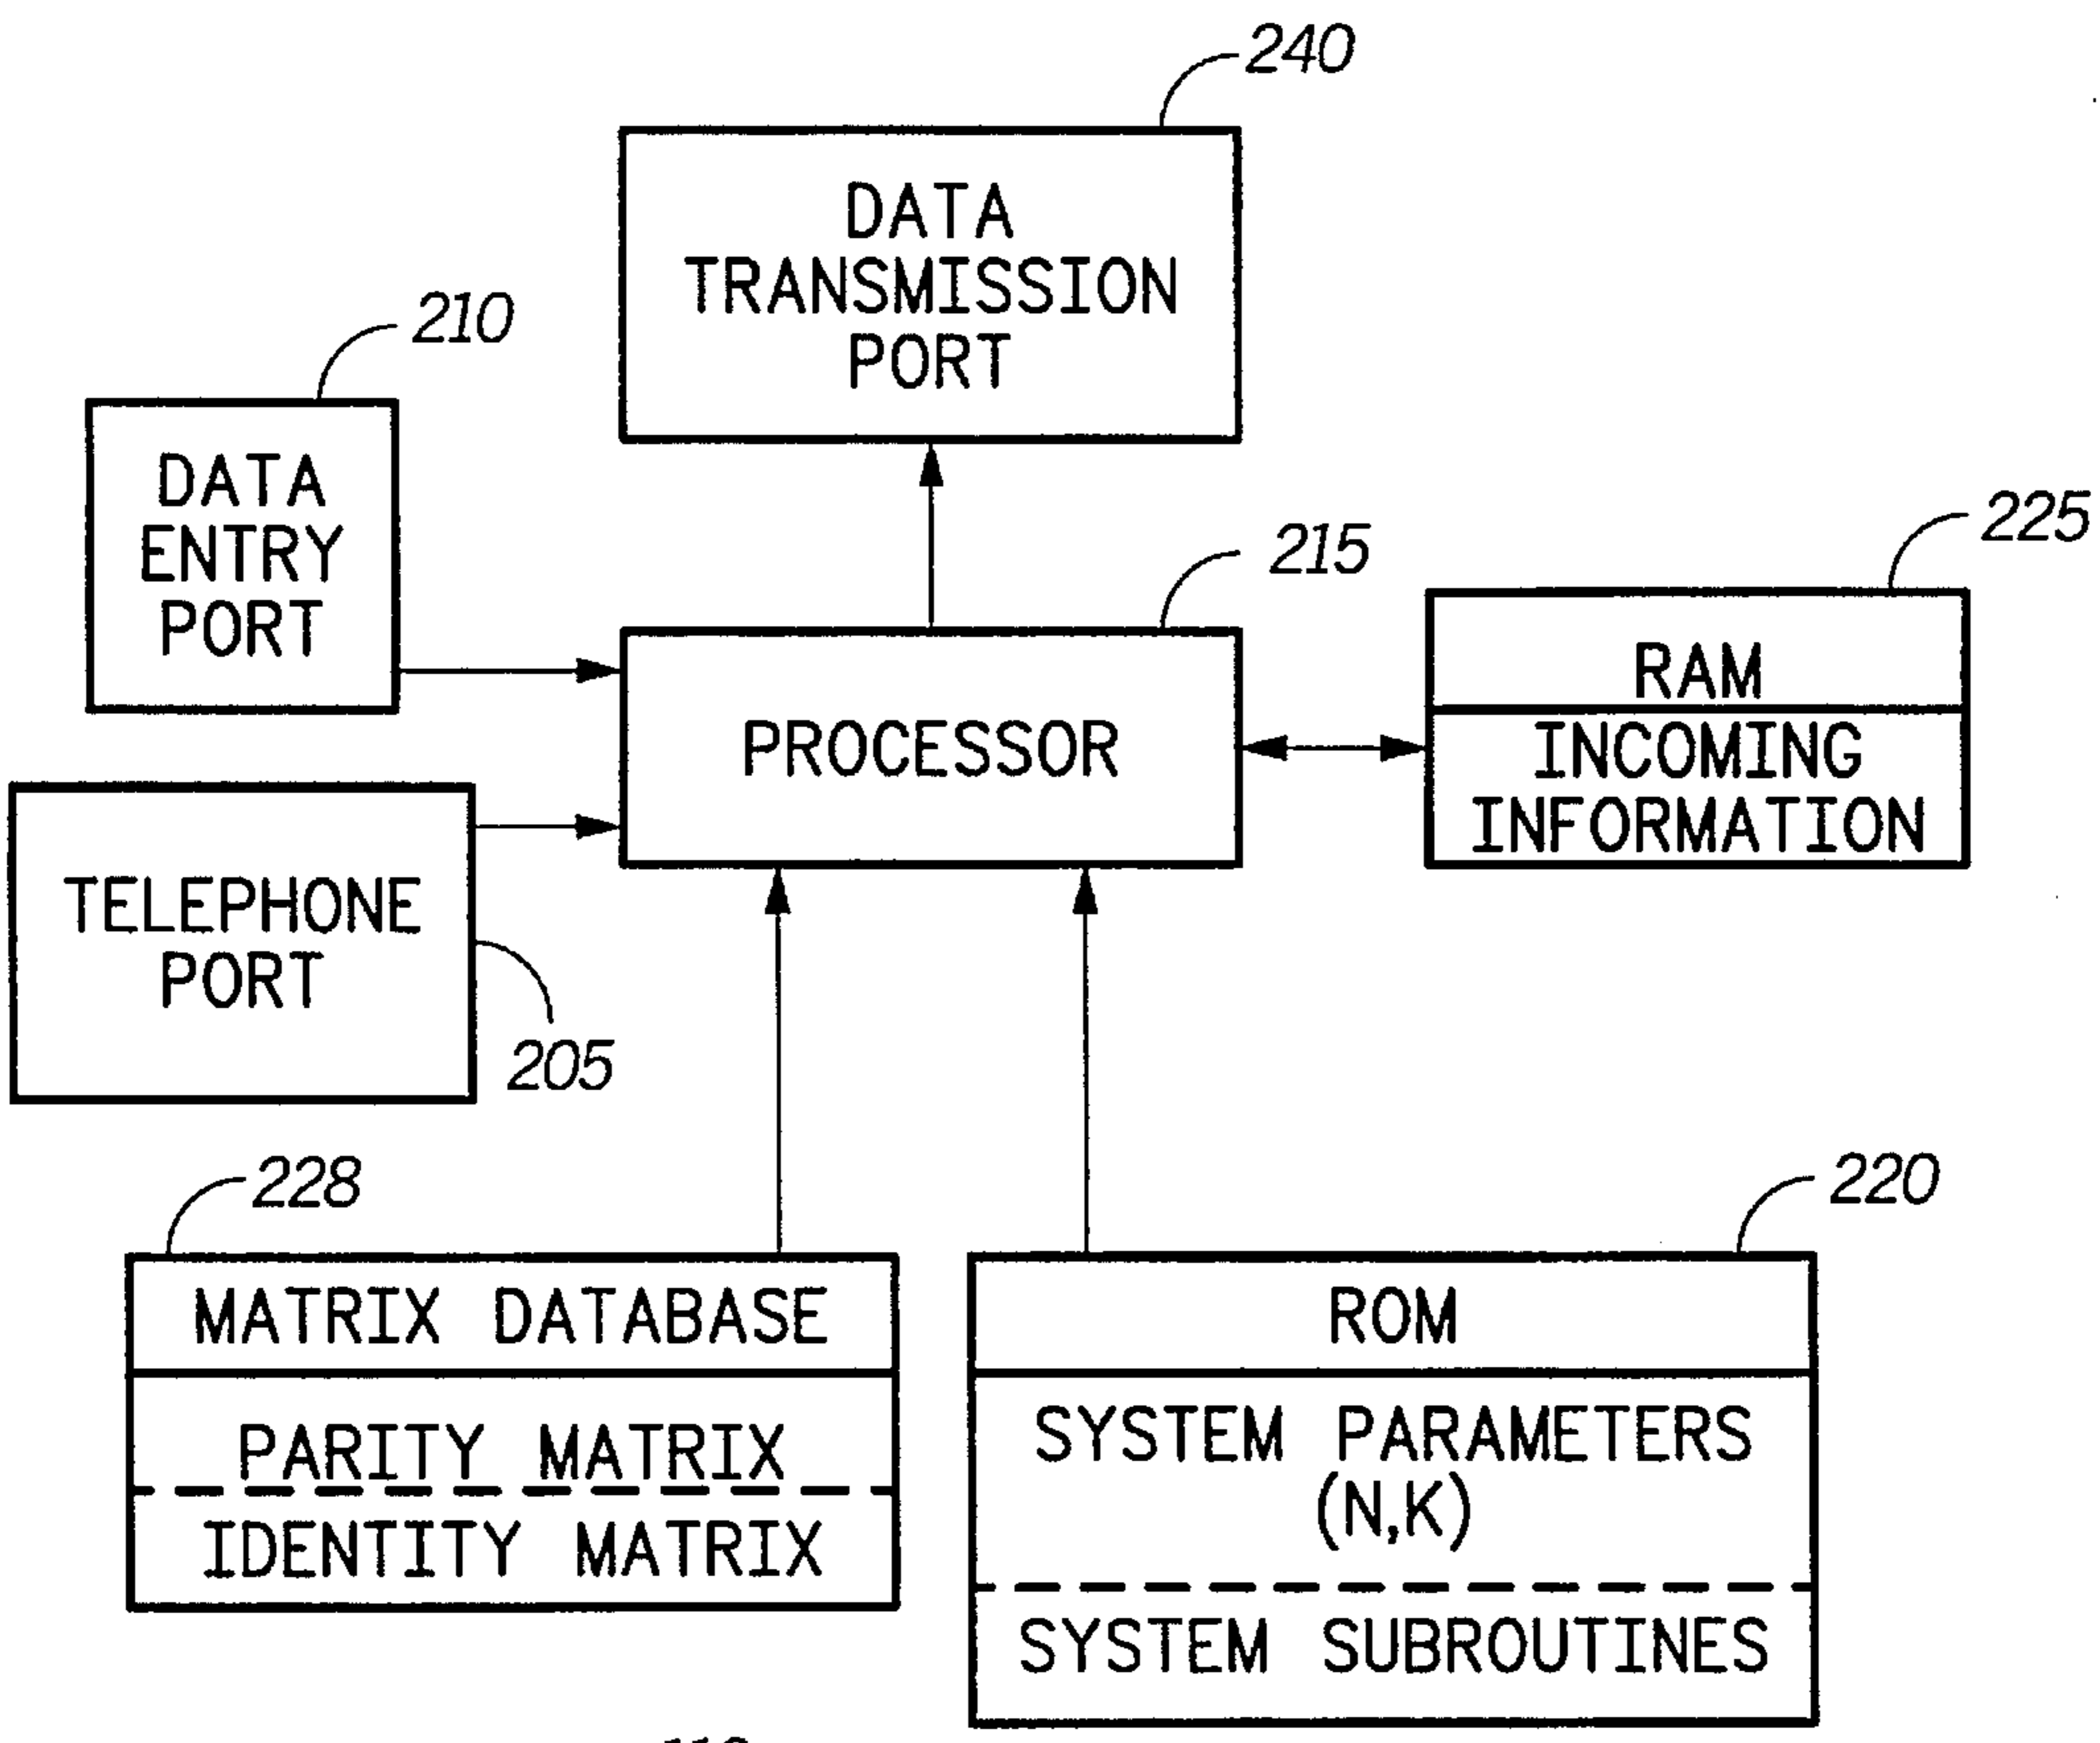 240
DATA
TRANSMISSION
PORT
210
DATA
ENTRY
PORT
215
PROCESSOR
225
RAM
INCOMING
INFORMATION
TELEPHONE
PORT
205
228
MATRIX DATABASE
PARITY MATRIX
IDENTITY MATRIX
220
ROM
SYSTEM PARAMETERS
(N,K)
SYSTEM SUBROUTINES